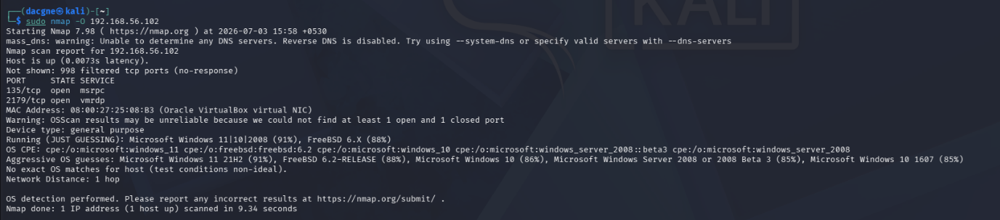 ┌──(dacgne㉿kali)-[~]
└─$ sudo nmap -O 192.168.56.102
Starting Nmap 7.98 ( https://nmap.org ) at 2026-07-03 15:58 +0530
mass_dns: warning: Unable to determine any DNS servers. Reverse DNS is disabled. Try using --system-dns or specify valid servers with --dns-servers
Nmap scan report for 192.168.56.102
Host is up (0.0073s latency).
Not shown: 998 filtered tcp ports (no-response)
PORT     STATE SERVICE
135/tcp  open  msrpc
2179/tcp open  vmrdp
MAC Address: 08:00:27:25:08:B3 (Oracle VirtualBox virtual NIC)
Warning: OSScan results may be unreliable because we could not find at least 1 open and 1 closed port
Device type: general purpose
Running (JUST GUESSING): Microsoft Windows 11|10|2008 (91%), FreeBSD 6.X (88%)
OS CPE: cpe:/o:microsoft:windows_11 cpe:/o:freebsd:freebsd:6.2 cpe:/o:microsoft:windows_10 cpe:/o:microsoft:windows_server_2008::beta3 cpe:/o:microsoft:windows_server_2008
Aggressive OS guesses: Microsoft Windows 11 21H2 (91%), FreeBSD 6.2-RELEASE (88%), Microsoft Windows 10 (86%), Microsoft Windows Server 2008 or 2008 Beta 3 (85%), Microsoft Windows 10 1607 (85%)
No exact OS matches for host (test conditions non-ideal).
Network Distance: 1 hop

OS detection performed. Please report any incorrect results at https://nmap.org/submit/ .
Nmap done: 1 IP address (1 host up) scanned in 9.34 seconds
KALI